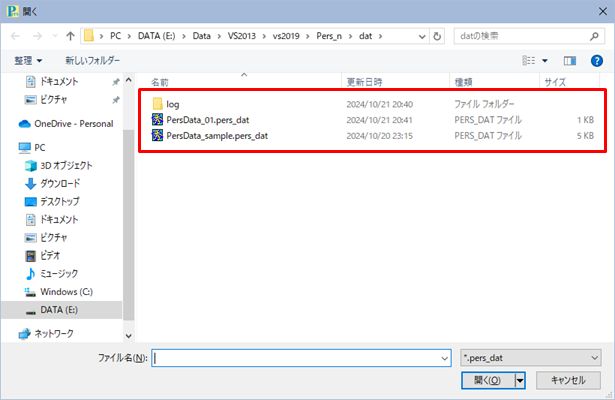 開く
PC › DATA (E:) › Data › VS2013 › vs2019 › Pers_n › dat ›
datの検索
整理 新しいフォルダー
名前 更新日時 種類 サイズ
log 2024/10/21 20:40 ファイル フォルダー
PersData_01.pers_dat 2024/10/21 20:41 PERS_DAT ファイル 1 KB
PersData_sample.pers_dat 2024/10/20 23:15 PERS_DAT ファイル 5 KB
ドキュメント
ピクチャ
OneDrive - Personal
PC
3D オブジェクト
ダウンロード
デスクトップ
ドキュメント
ピクチャ
ビデオ
ミュージック
Windows (C:)
DATA (E:)
ネットワーク
ファイル名(N):
*.pers_dat
開く(O)
キャンセル